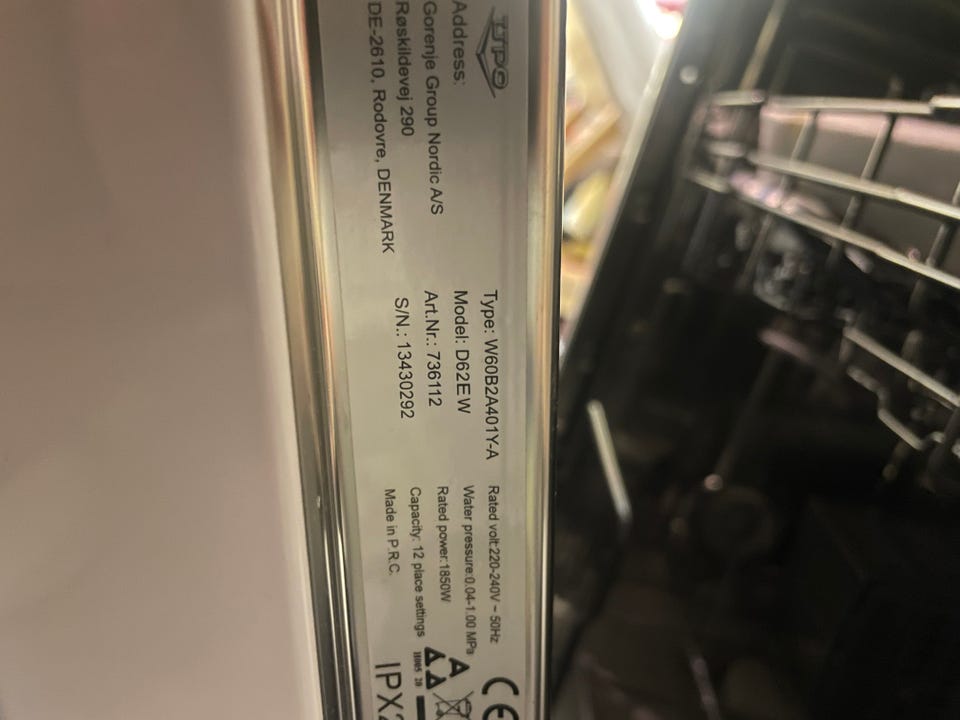 UPO
Address:
Gorenje Group Nordic A/S
Røskildevej 290
DE-2610, Rodovre, DENMARK
Type: W60B2A401Y-A
Model: D62EW
Art.Nr.: 736112
S/N.: 13430292
Rated volt:220-240V ~ 50Hz
Water pressure:0.04-1.00 MPa
Rated power:1850W
Capacity: 12 place settings
Made in P.R.C.
CE
A
IPX